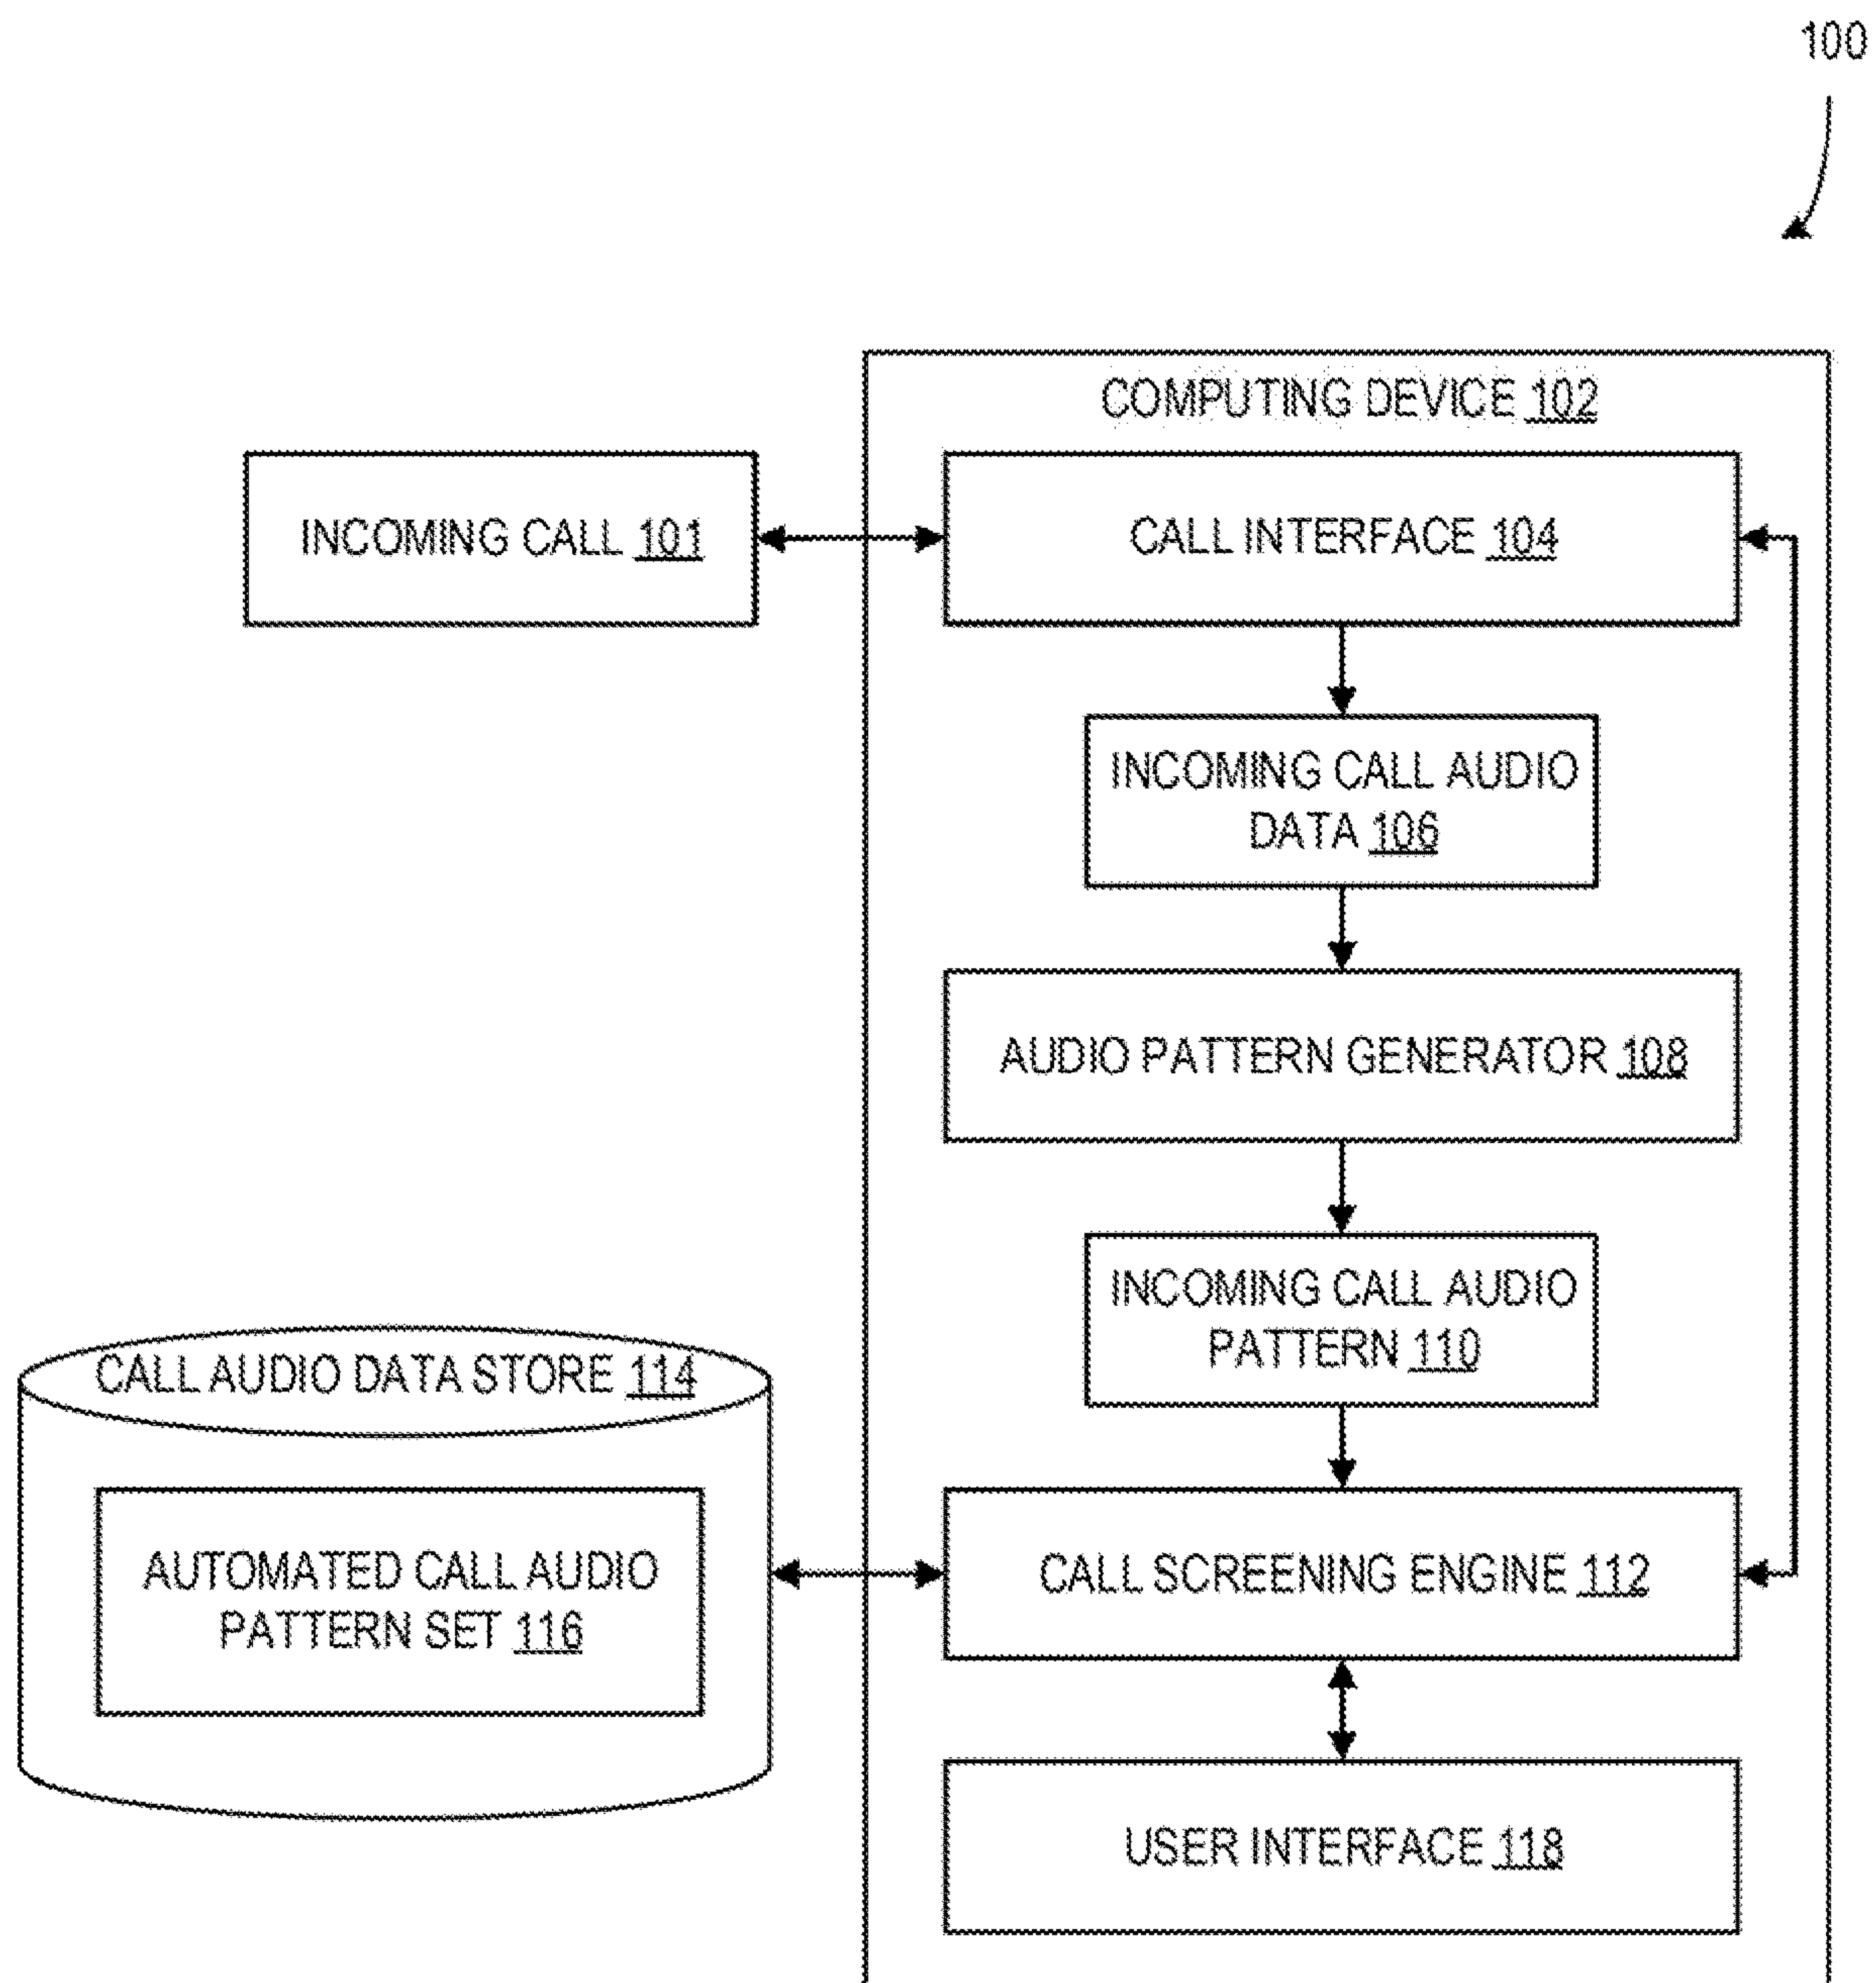 100
COMPUTING DEVICE 102
INCOMING CALL 101
CALL INTERFACE 104
INCOMING CALL AUDIO
DATA 106
AUDIO PATTERN GENERATOR 108
INCOMING CALL AUDIO
PATTERN 110
CALL AUDIO DATA STORE 114
AUTOMATED CALL AUDIO
PATTERN SET 116
CALL SCREENING ENGINE 112
USER INTERFACE 118